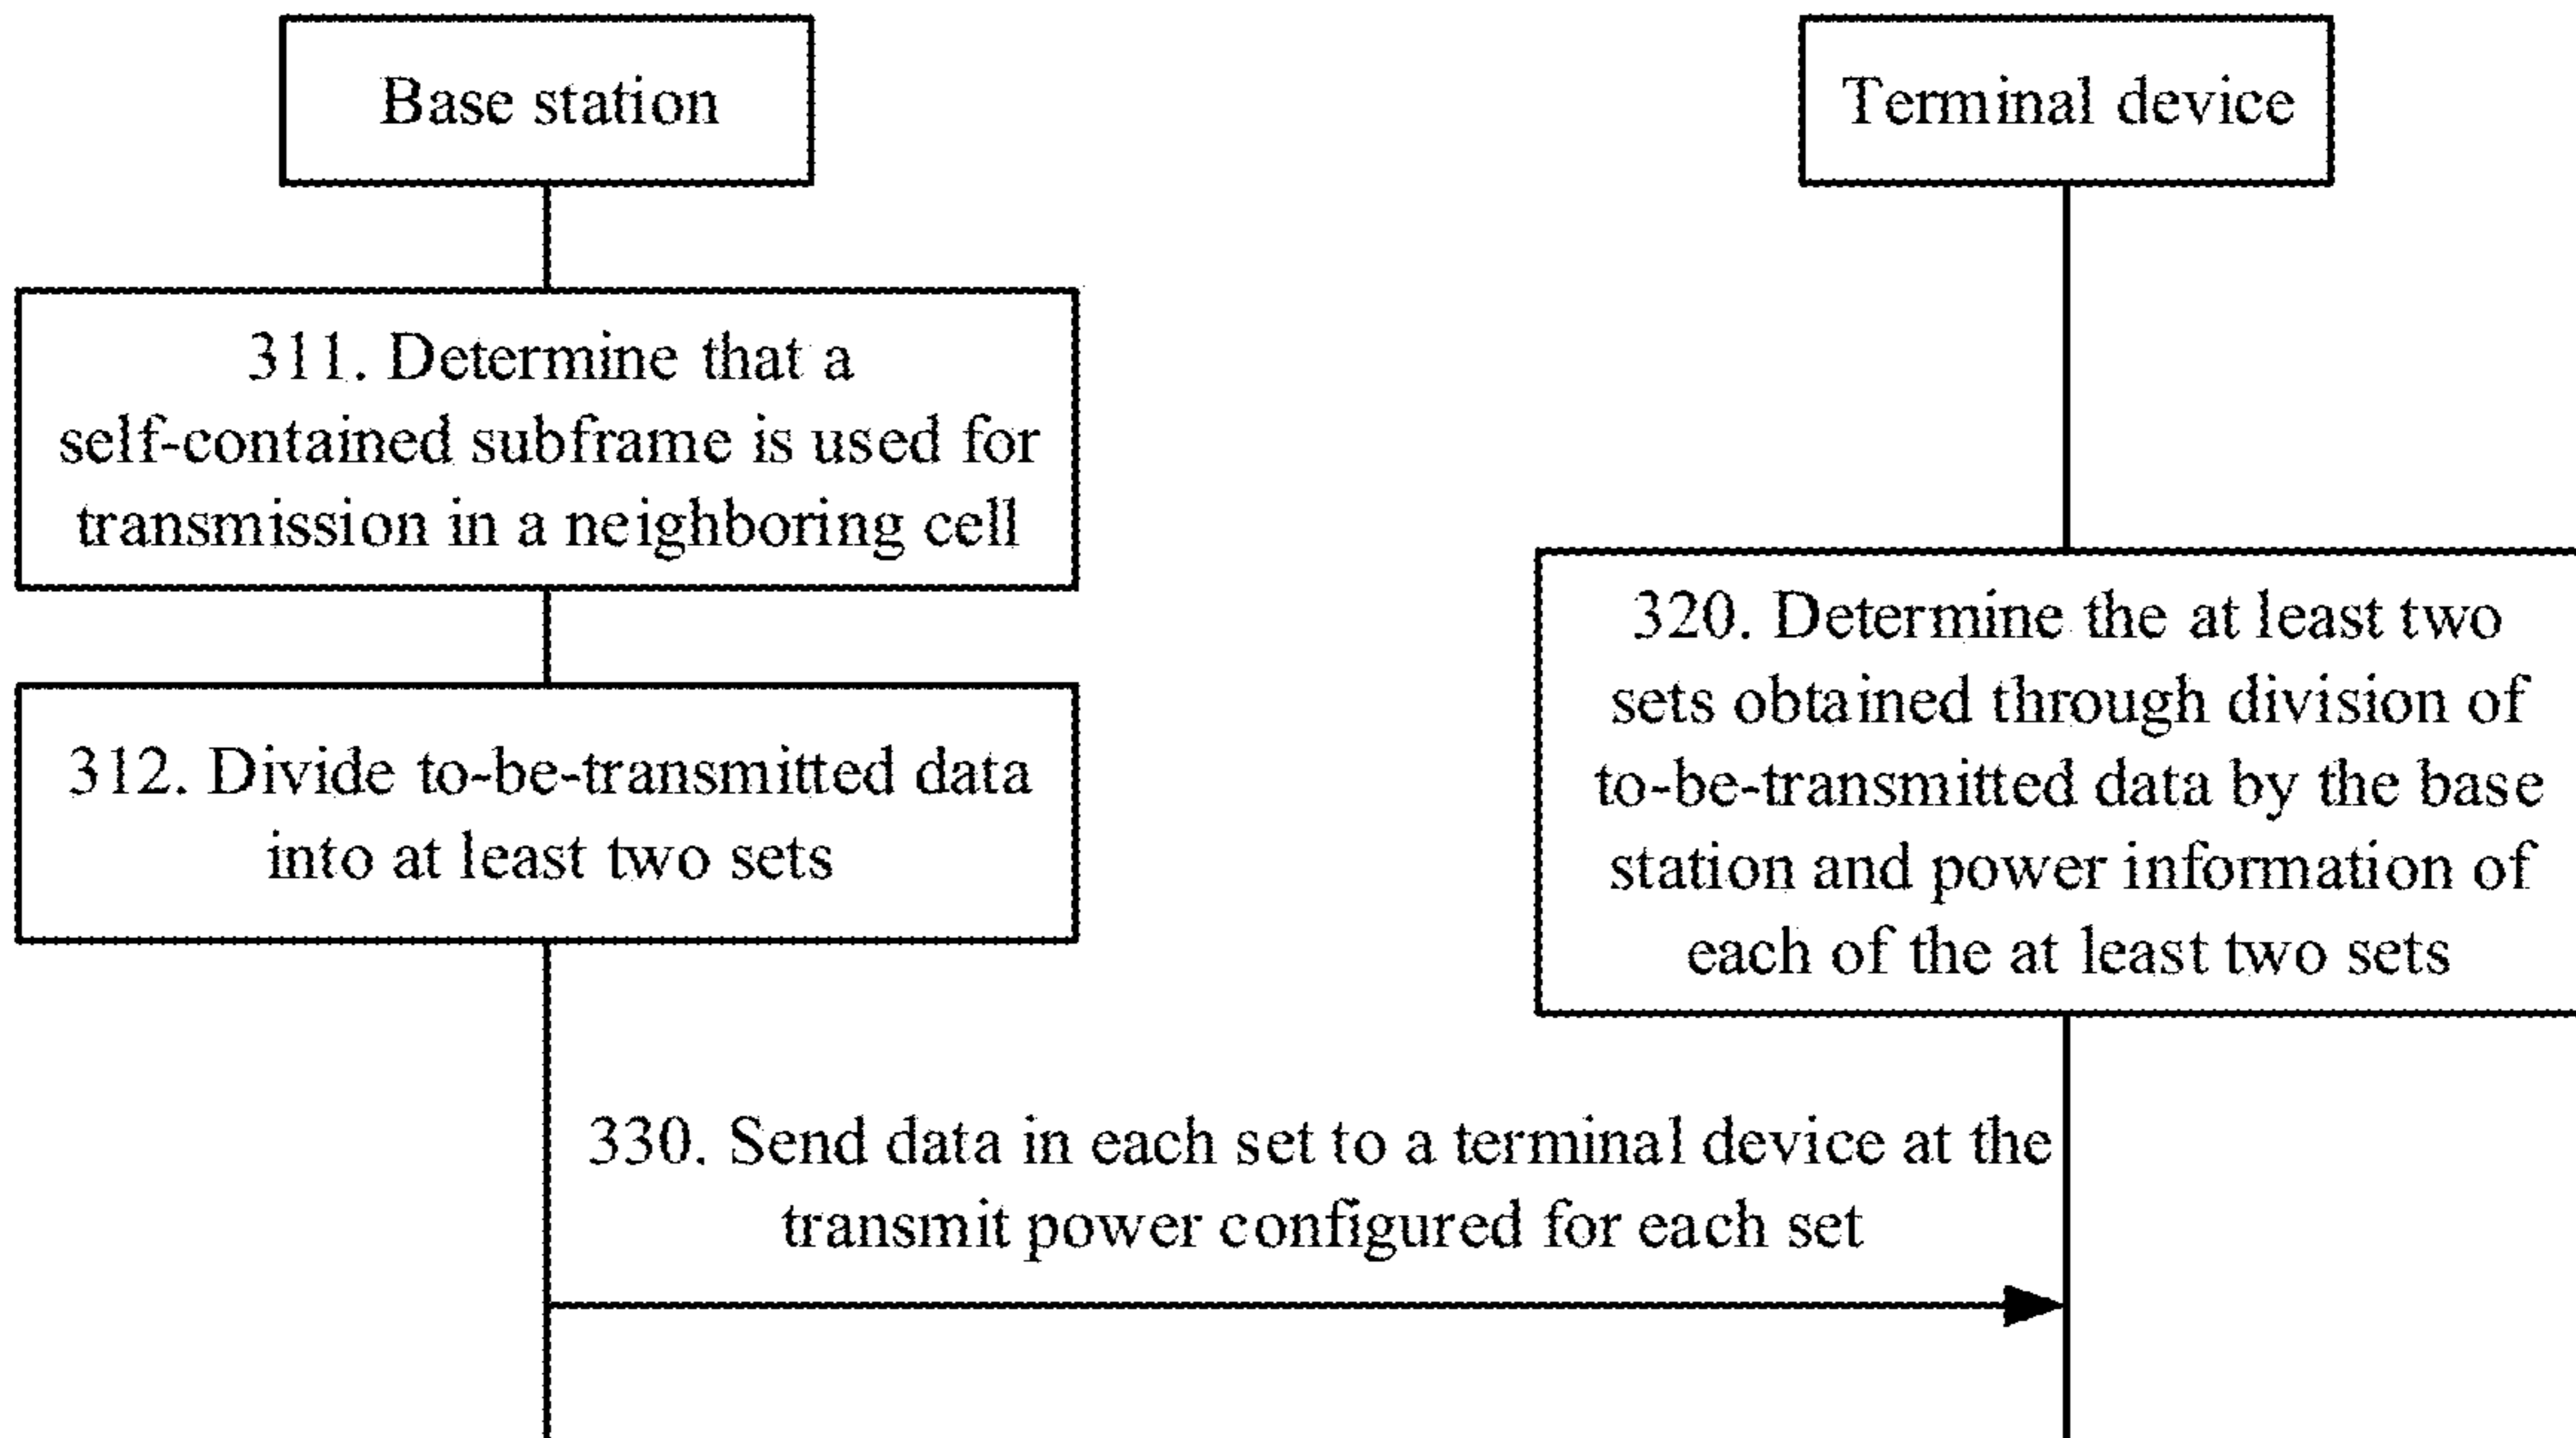 Base station
Terminal device
311. Determine that a
self-contained subframe is used for
transmission in a neighboring cell
312. Divide to-be-transmitted data
into at least two sets
320. Determine the at least two
sets obtained through division of
to-be-transmitted data by the base
station and power information of
each of the at least two sets
330. Send data in each set to a terminal device at the
transmit power configured for each set